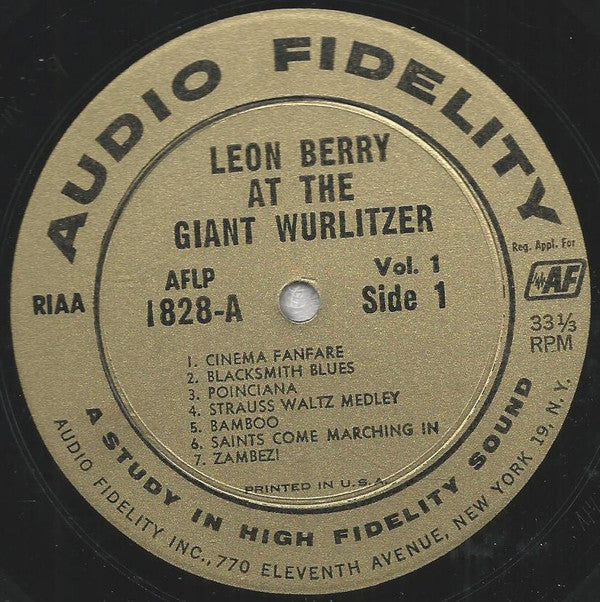 AUDIO FIDELITY
LEON BERRY
AT THE
GIANT WURLITZER
AFLP
1828-A
Vol. 1
Side 1
RIAA
Reg. Appl. For
AF
33⅓
RPM
1. CINEMA FANFARE
2. BLACKSMITH BLUES
3. POINCIANA
4. STRAUSS WALTZ MEDLEY
5. BAMBOO
6. SAINTS COME MARCHING IN
7. ZAMBEZI
PRINTED IN U.S.A.
A STUDY IN HIGH FIDELITY SOUND
AUDIO FIDELITY INC., 770 ELEVENTH AVENUE, NEW YORK 19, N.Y.